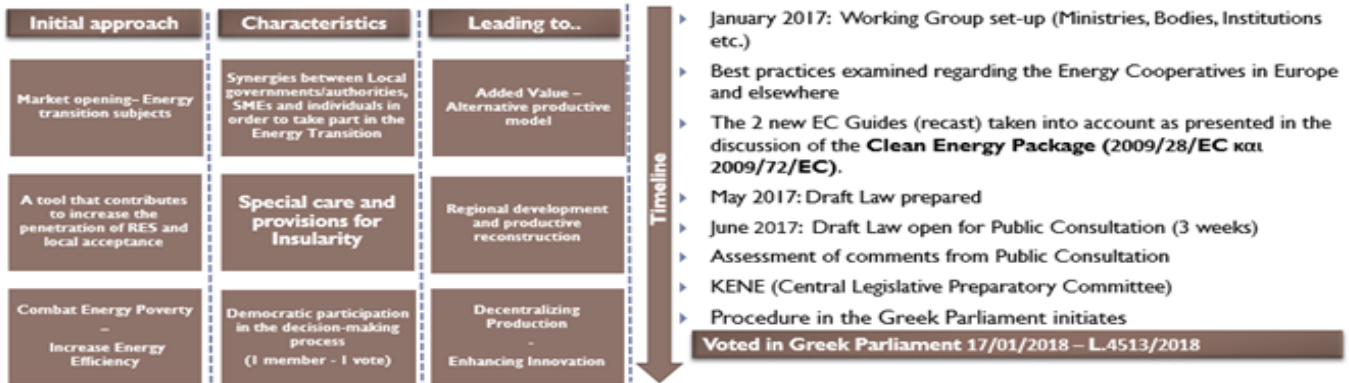 Initial approach
Market opening– Energy
transition subjects
A tool that contributes
to increase the
penetration of RES and
local acceptance
Combat Energy Poverty
–
Increase Energy
Efficiency
Characteristics
Synergies between Local
governments/authorities,
SMEs and individuals in
order to take part in the
Energy Transition
Special care and
provisions for
Insularity
Democratic participation
in the decision-making
process
(1 member - 1 vote)
Leading to..
Added Value –
Alternative productive
model
Regional development
and productive
reconstruction
Decentralizing
Production
-
Enhancing Innovation
Timeline
January 2017: Working Group set-up (Ministries, Bodies, Institutions
etc.)
Best practices examined regarding the Energy Cooperatives in Europe
and elsewhere
The 2 new EC Guides (recast) taken into account as presented in the
discussion of the Clean Energy Package (2009/28/EC και
2009/72/EC).
May 2017: Draft Law prepared
June 2017: Draft Law open for Public Consultation (3 weeks)
Assessment of comments from Public Consultation
KENE (Central Legislative Preparatory Committee)
Procedure in the Greek Parliament initiates
Voted in Greek Parliament 17/01/2018 – L.4513/2018